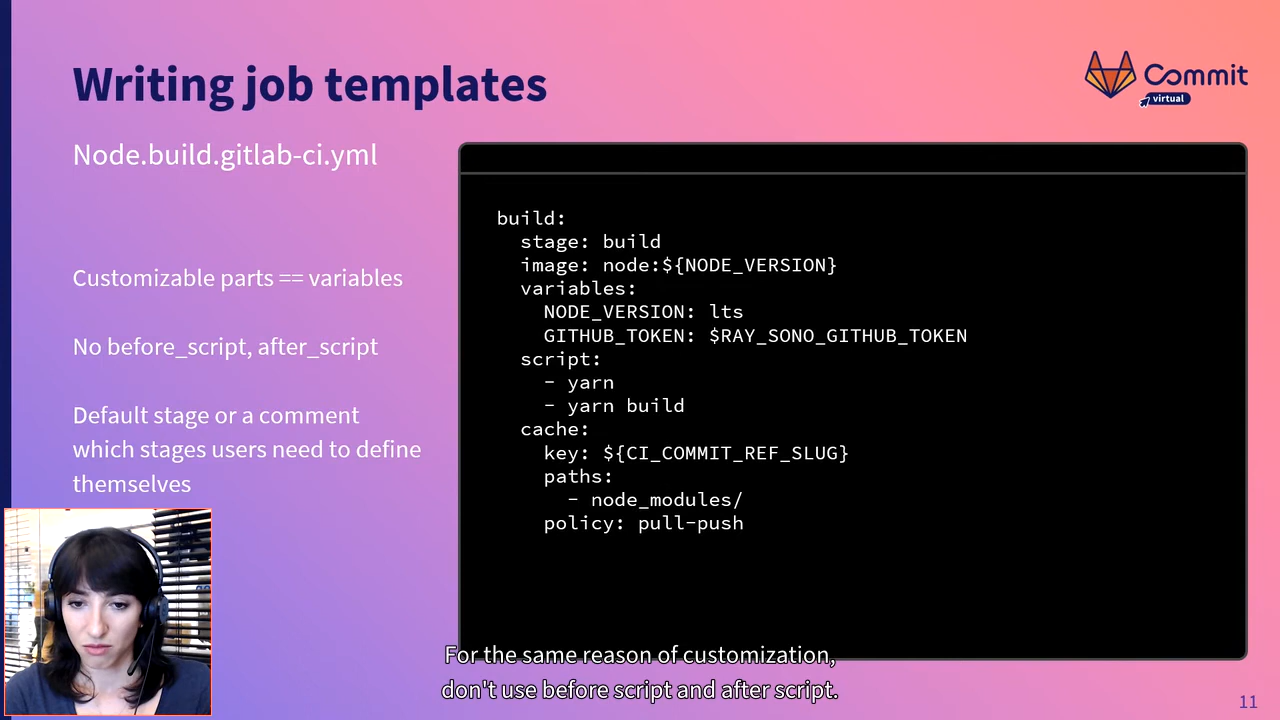 Writing job templates
Commit
virtual
Node.build.gitlab-ci.yml
Customizable parts == variables
No before_script, after_script
Default stage or a comment
which stages users need to define
themselves
build:
  stage: build
  image: node:${NODE_VERSION}
  variables:
    NODE_VERSION: lts
    GITHUB_TOKEN: $RAY_SONO_GITHUB_TOKEN
  script:
    - yarn
    - yarn build
  cache:
    key: ${CI_COMMIT_REF_SLUG}
    paths:
      - node_modules/
    policy: pull-push
For the same reason of customization,
don't use before script and after script.
11